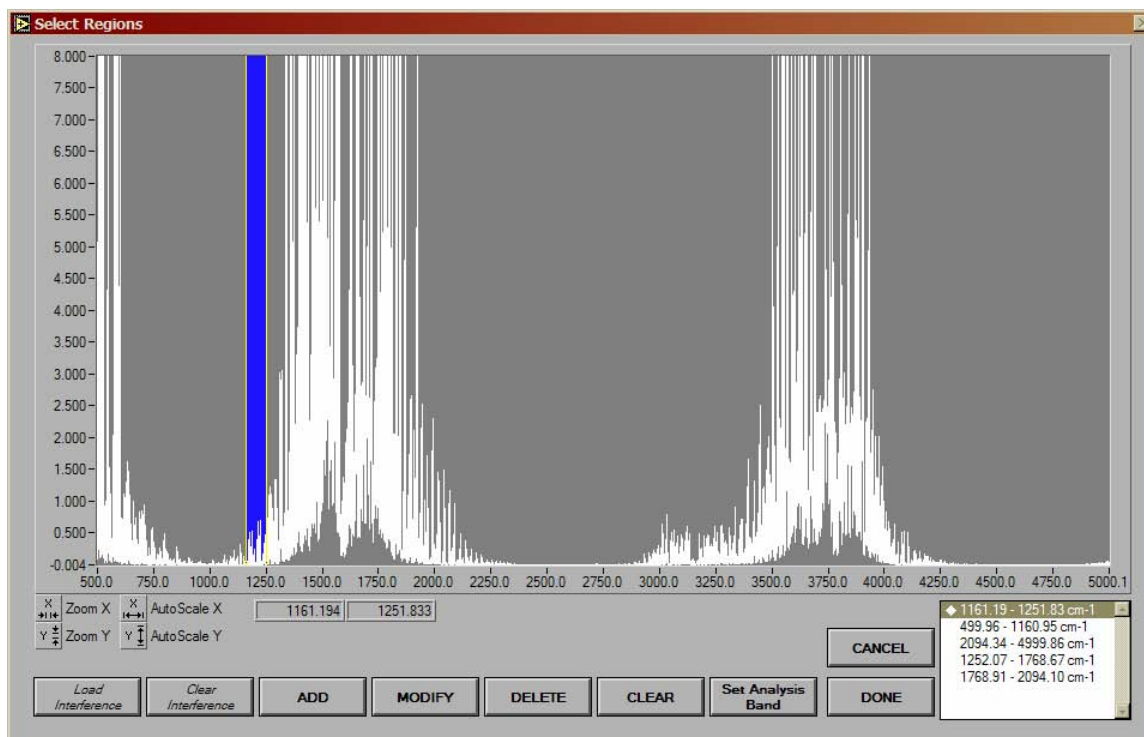 Select Regions
8.000
7.500
7.000
6.500
6.000
5.500
5.000
4.500
4.000
3.500
3.000
2.500
2.000
1.500
1.000
0.500
-0.004
500.0 750.0 1000.0 1250.0 1500.0 1750.0 2000.0 2250.0 2500.0 2750.0 3000.0 3250.0 3500.0 3750.0 4000.0 4250.0 4500.0 4750.0 5000.1
X Zoom X X AutoScale X 1161.194 1251.833
Y Zoom Y Y AutoScale Y
1161.19 - 1251.83 cm-1
499.96 - 1160.95 cm-1
2094.34 - 4999.86 cm-1
1252.07 - 1768.67 cm-1
1768.91 - 2094.10 cm-1
CANCEL
Load Interference
Clear Interference
ADD
MODIFY
DELETE
CLEAR
Set Analysis Band
DONE